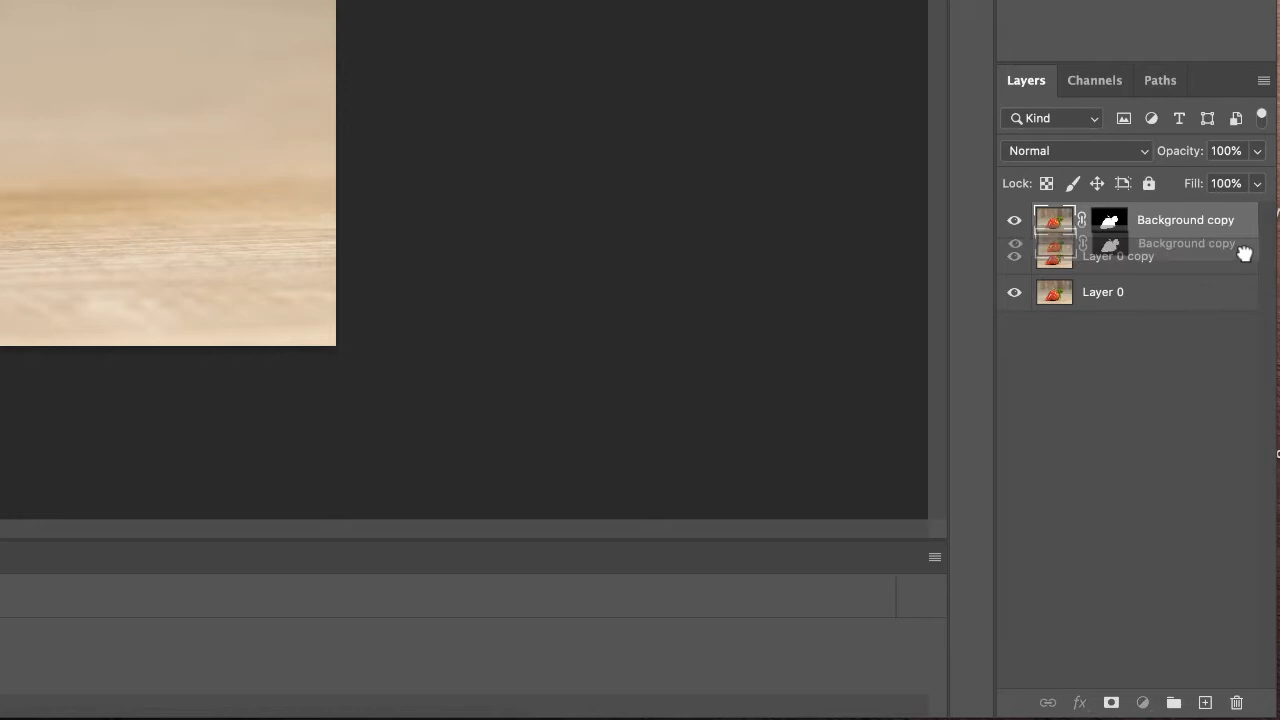 Layers Channels Paths
Kind
Normal Opacity: 100%
Lock: Fill: 100%
Background copy
Background copy
Layer 0 copy
Layer 0
fx